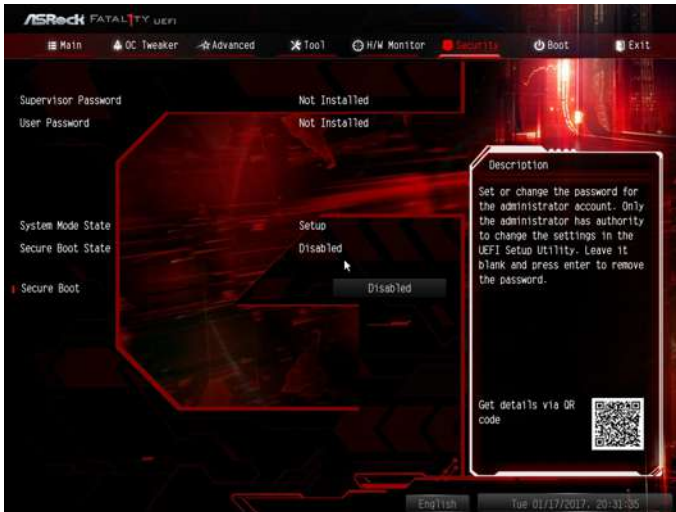 ASRock FATAL1TY UEFI
Main OC Tweaker Advanced Tool H/W Monitor Security Boot Exit
Supervisor Password Not Installed
User Password Not Installed
System Mode State Setup
Secure Boot State Disabled
Secure Boot Disabled
Description
Set or change the password for
the administrator account. Only
the administrator has authority
to change the settings in the
UEFI Setup Utility. Leave it
blank and press enter to remove
the password.
Get details via QR
code
English Tue 01/17/2017, 20:31:35